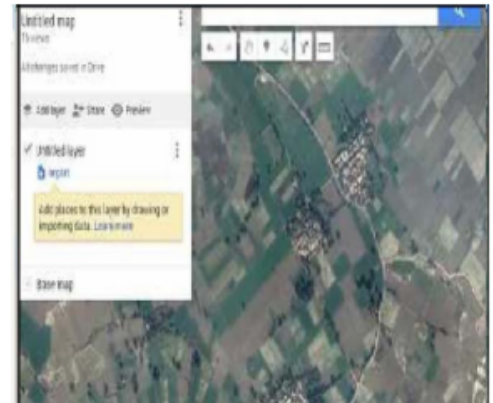 Untitled map
All changes saved in Drive
Add layer Share Preview
Untitled layer
Import
Add places to this layer by drawing or
importing data. Learn more
Base map